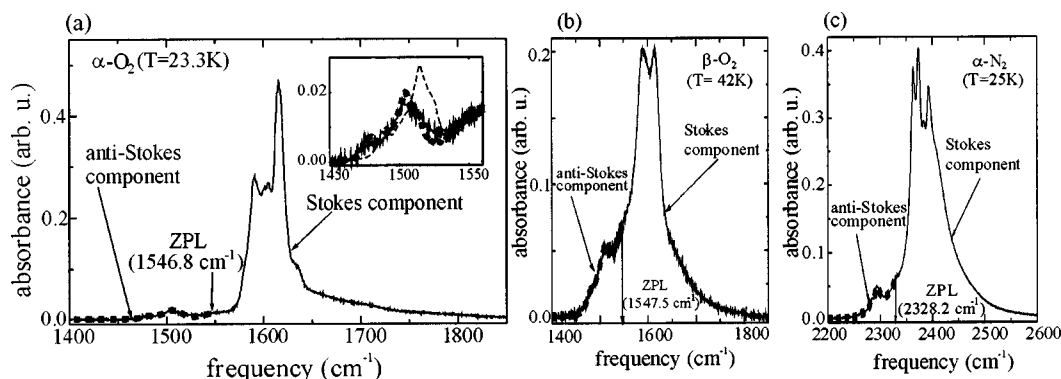 (a)
α-O2 (T=23.3K)
0.02
0.00
1450 1500 1550
anti-Stokes
component
Stokes component
ZPL
(1546.8 cm-1)
0.4
0.2
0.0
absorbance (arb. u.)
1400 1500 1600 1700 1800
frequency (cm-1)
(b)
β-O2
(T= 42K)
Stokes
component
anti-Stokes
component
ZPL
(1547.5 cm-1)
0.2
0.1
0.0
absorbance (arb. u.)
1400 1600 1800
frequency (cm-1)
(c)
α-N2
(T=25K)
Stokes
component
anti-Stokes
component
ZPL
(2328.2 cm-1)
0.4
0.3
0.2
0.1
0.0
absorbance (arb. u.)
2200 2300 2400 2500 2600
frequency (cm-1)